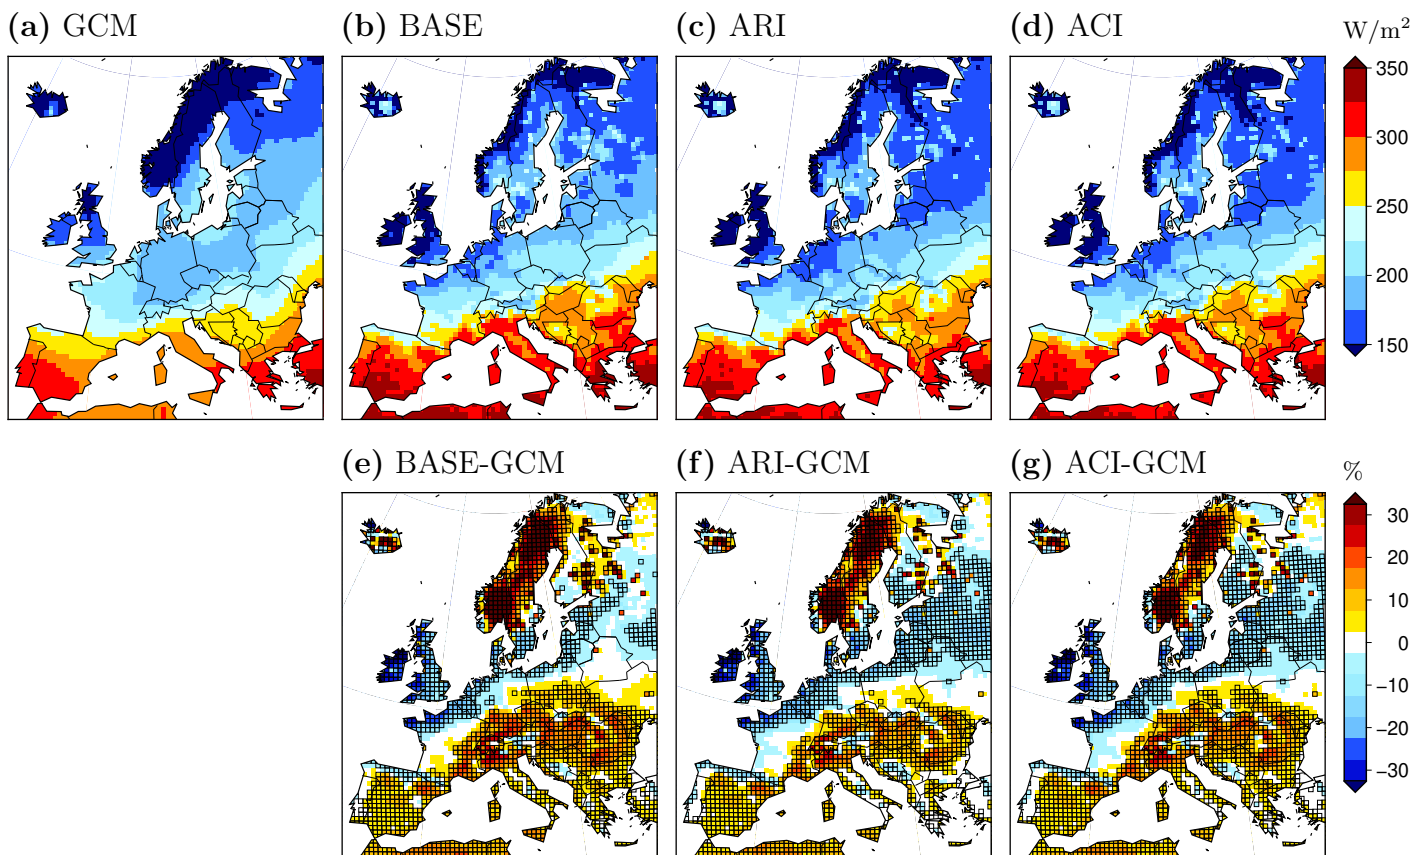 (a) GCM
(b) BASE
(c) ARI
(d) ACI
W/m²
350
300
250
200
150
(e) BASE-GCM
(f) ARI-GCM
(g) ACI-GCM
%
30
20
10
0
−10
−20
−30